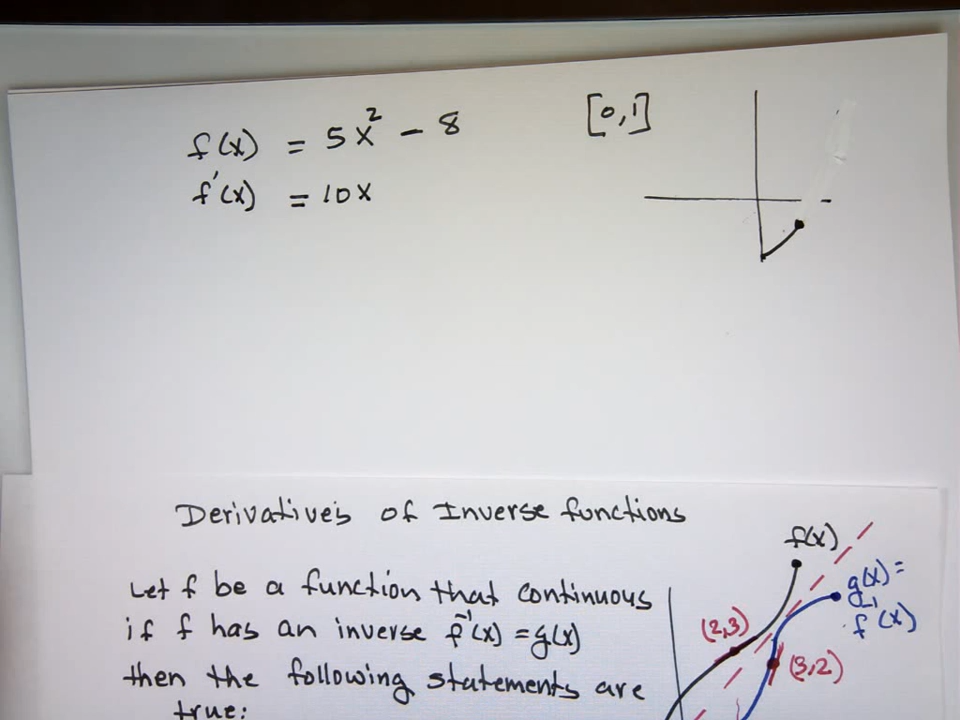 f(x) = 5x² - 8 [0,1]
f'(x) = 10x
Derivative's of Inverse functions
Let f be a function that continuous
if f has an inverse f⁻¹(x) = g(x)
then the following statements are
true:
f(x)
g(x) =
f⁻¹(x)
(2,3)
(3,2)